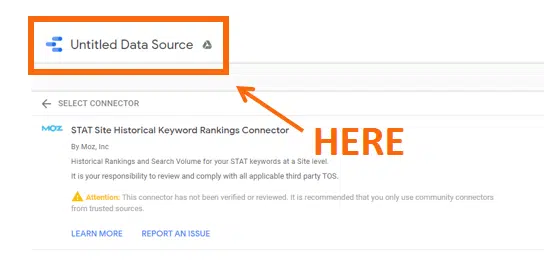 Untitled Data Source
SELECT CONNECTOR
HERE
MOZ STAT Site Historical Keyword Rankings Connector
By Moz, Inc
Historical Rankings and Search Volume for your STAT keywords at a Site level.
It is your responsibility to review and comply with all applicable third party TOS.
Attention: This connector has not been verified or reviewed. It is recommended that you only use community connectors
from trusted sources.
LEARN MORE REPORT AN ISSUE